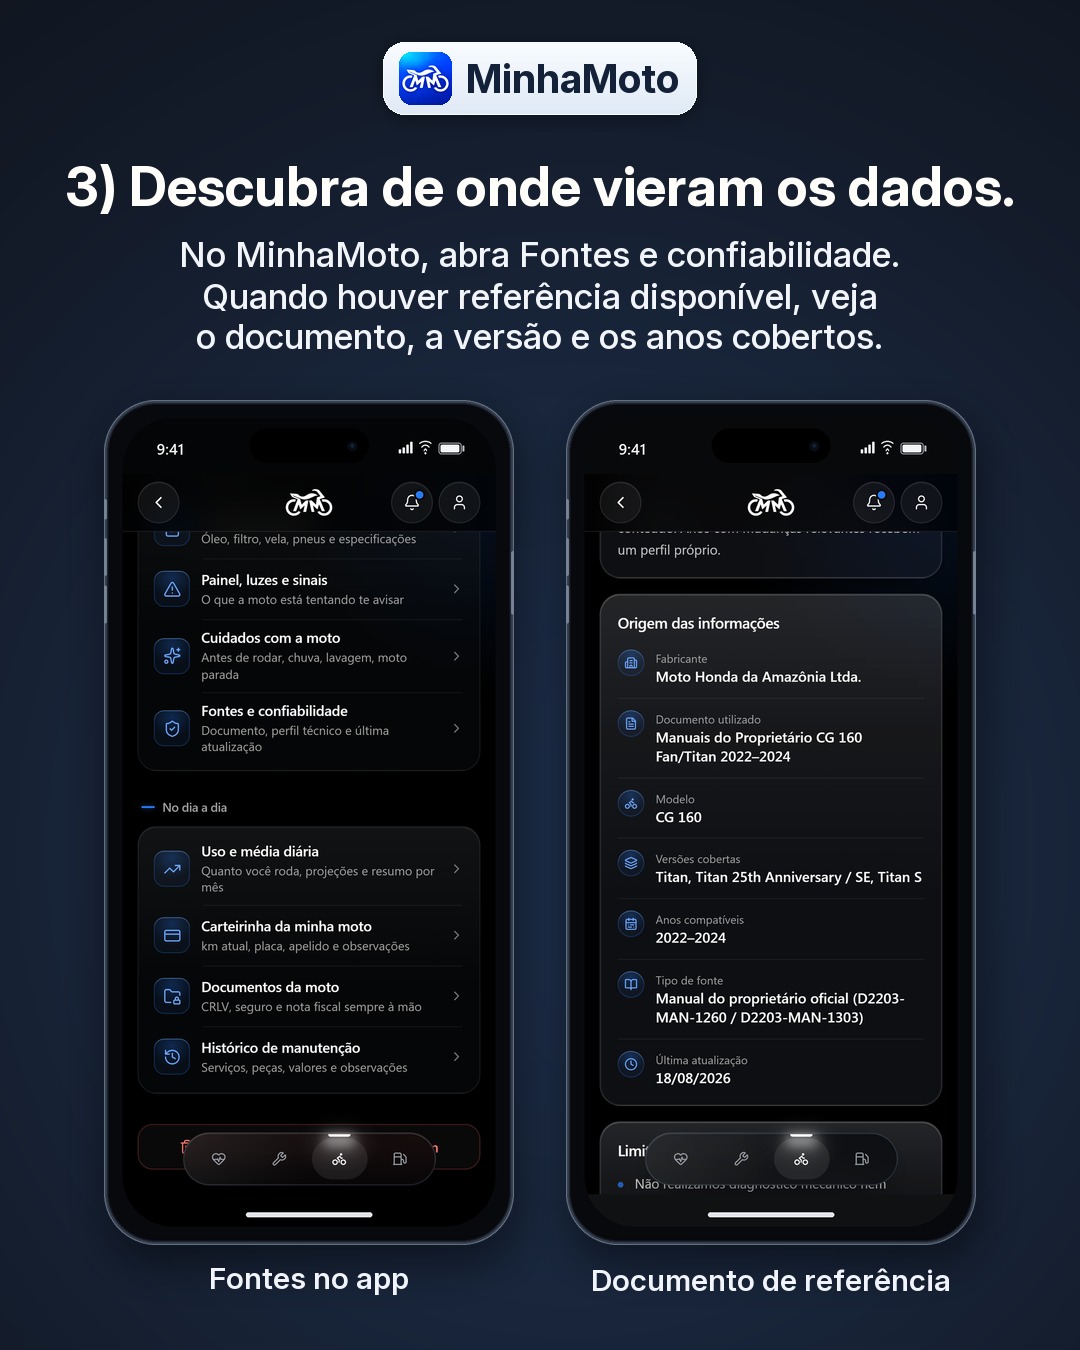 MinhaMoto
3) Descubra de onde vieram os dados.
No MinhaMoto, abra Fontes e confiabilidade.
Quando houver referência disponível, veja
o documento, a versão e os anos cobertos.
9:41
MM
Óleo, filtro, vela, pneus e especificações
Painel, luzes e sinais
O que a moto está tentando te avisar
Cuidados com a moto
Antes de rodar, chuva, lavagem, moto
parada
Fontes e confiabilidade
Documento, perfil técnico e última
atualização
No dia a dia
Uso e média diária
Quanto você roda, projeções e resumo por
mês
Carteirinha da minha moto
km atual, placa, apelido e observações
Documentos da moto
CRLV, seguro e nota fiscal sempre à mão
Histórico de manutenção
Serviços, peças, valores e observações
Fontes no app
9:41
MM
um perfil próprio.
Origem das informações
Fabricante
Moto Honda da Amazônia Ltda.
Documento utilizado
Manuais do Proprietário CG 160
Fan/Titan 2022–2024
Modelo
CG 160
Versões cobertas
Titan, Titan 25th Anniversary / SE, Titan S
Anos compatíveis
2022–2024
Tipo de fonte
Manual do proprietário oficial (D2203-
MAN-1260 / D2203-MAN-1303)
Última atualização
18/08/2026
Não realizamos diagnóstico mecânico nem
Documento de referência